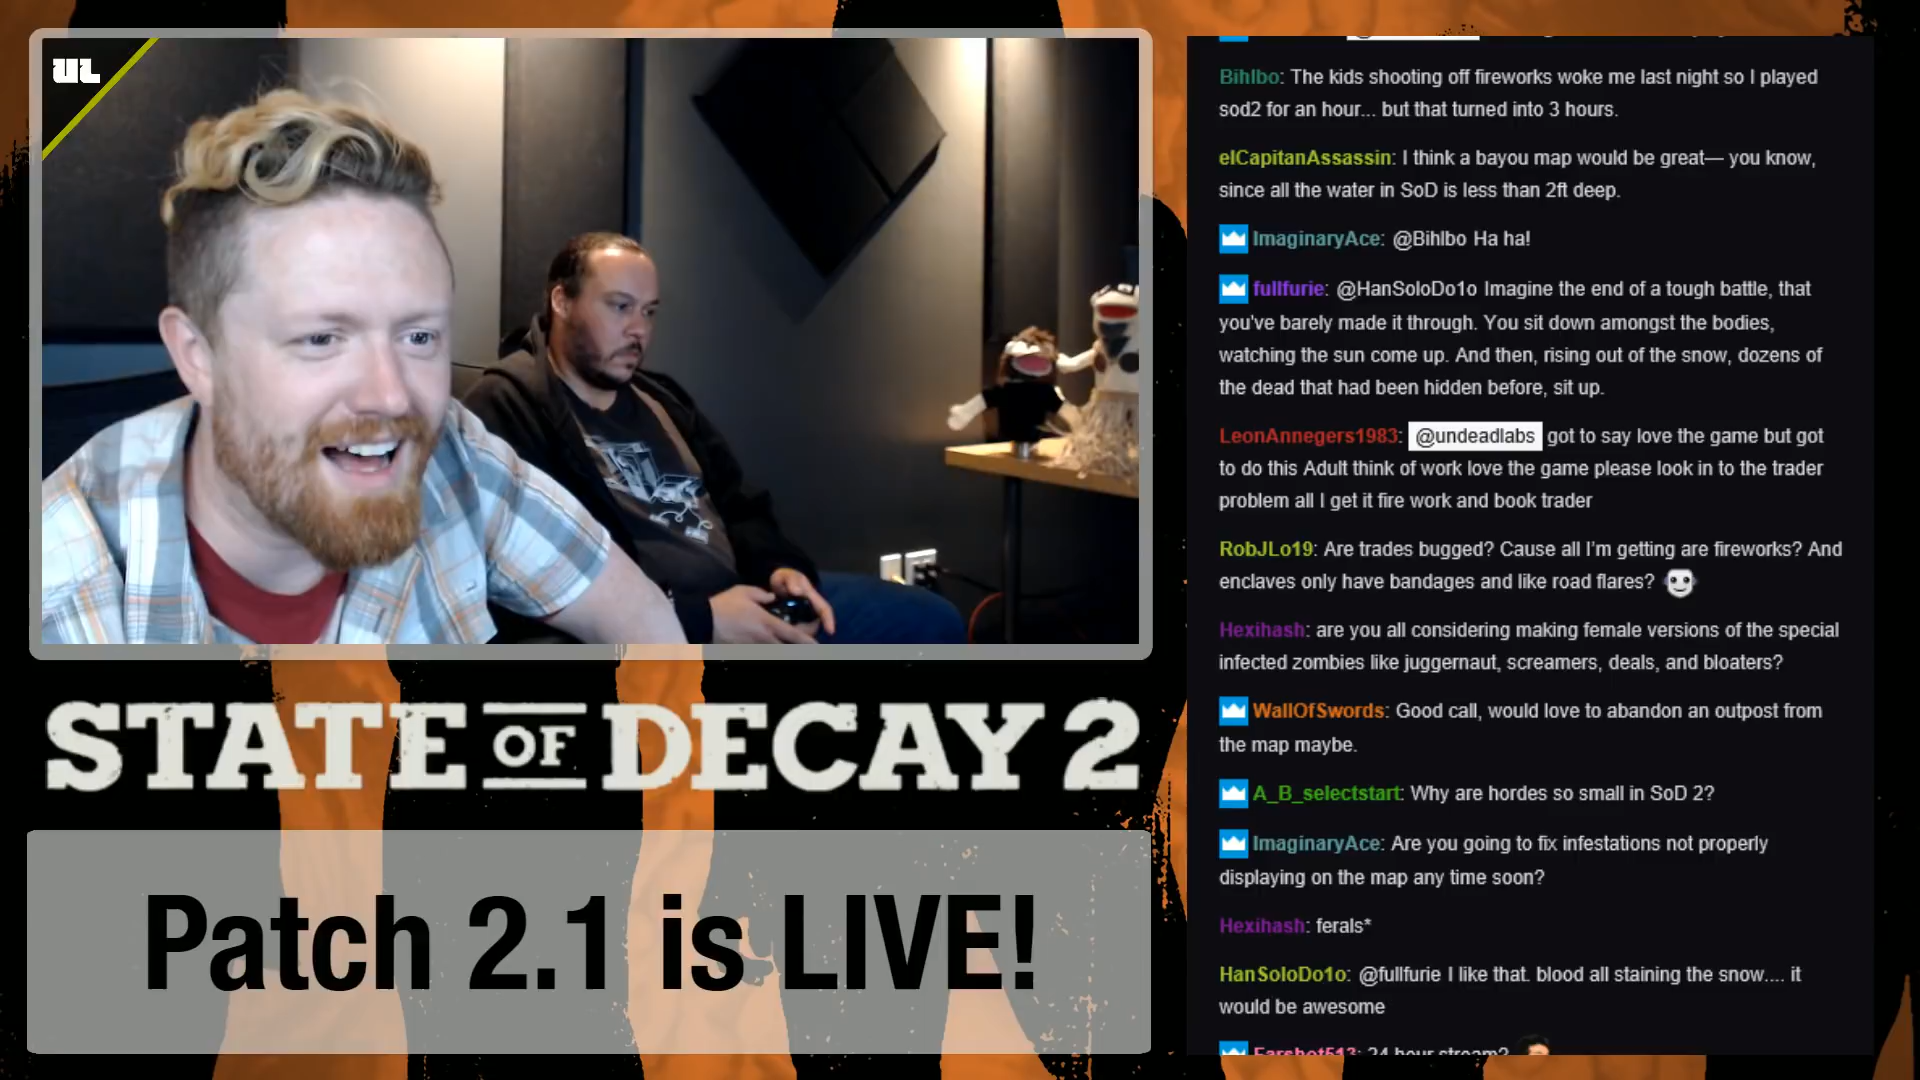 UL
Bihlbo: The kids shooting off fireworks woke me last night so I played
sod2 for an hour... but that turned into 3 hours.
elCapitanAssassin: I think a bayou map would be great— you know,
since all the water in SoD is less than 2ft deep.
ImaginaryAce: @Bihlbo Ha ha!
fullfurie: @HanSoloDo1o Imagine the end of a tough battle, that
you've barely made it through. You sit down amongst the bodies,
watching the sun come up. And then, rising out of the snow, dozens of
the dead that had been hidden before, sit up.
LeonAnnegers1983: @undeadlabs got to say love the game but got
to do this Adult think of work love the game please look in to the trader
problem all I get it fire work and book trader
RobJLo19: Are trades bugged? Cause all I'm getting are fireworks? And
enclaves only have bandages and like road flares?
Hexihash: are you all considering making female versions of the special
infected zombies like juggernaut, screamers, deals, and bloaters?
WallOfSwords: Good call, would love to abandon an outpost from
the map maybe.
A_B_selectstart: Why are hordes so small in SoD 2?
ImaginaryAce: Are you going to fix infestations not properly
displaying on the map any time soon?
Hexihash: ferals*
HanSoloDo1o: @fullfurie I like that. blood all staining the snow.... it
would be awesome
24 hour stream?
STATE OF DECAY 2
Patch 2.1 is LIVE!